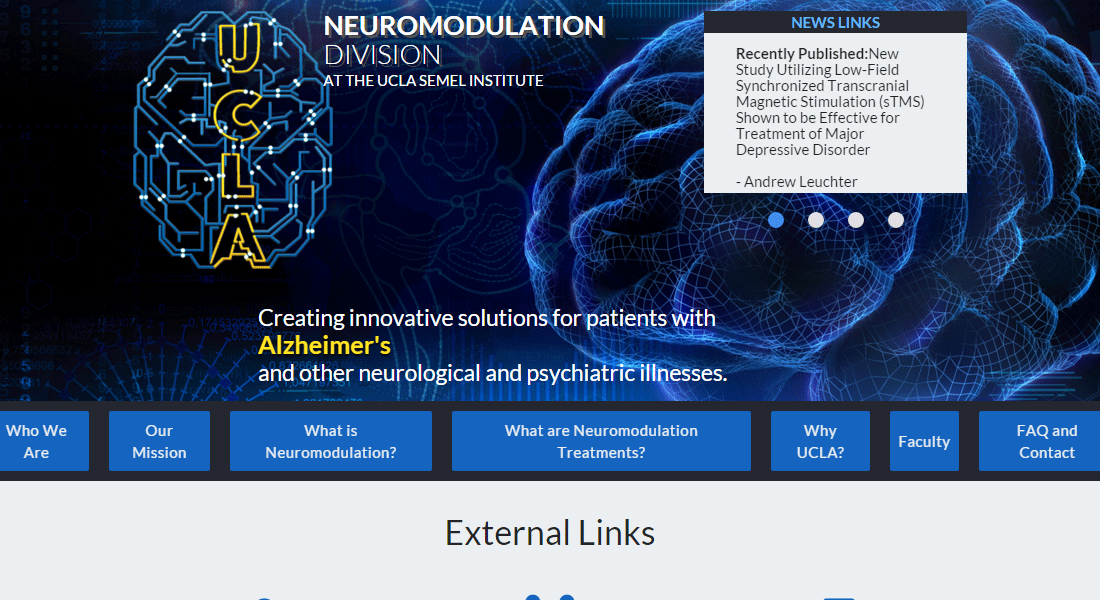 UCLA
NEUROMODULATION
DIVISION
AT THE UCLA SEMEL INSTITUTE
NEWS LINKS
Recently Published:New
Study Utilizing Low-Field
Synchronized Transcranial
Magnetic Stimulation (sTMS)
Shown to be Effective for
Treatment of Major
Depressive Disorder
- Andrew Leuchter
Creating innovative solutions for patients with
Alzheimer's
and other neurological and psychiatric illnesses.
Who We
Are
Our
Mission
What is
Neuromodulation?
What are Neuromodulation
Treatments?
Why
UCLA?
Faculty
FAQ and
Contact
External Links